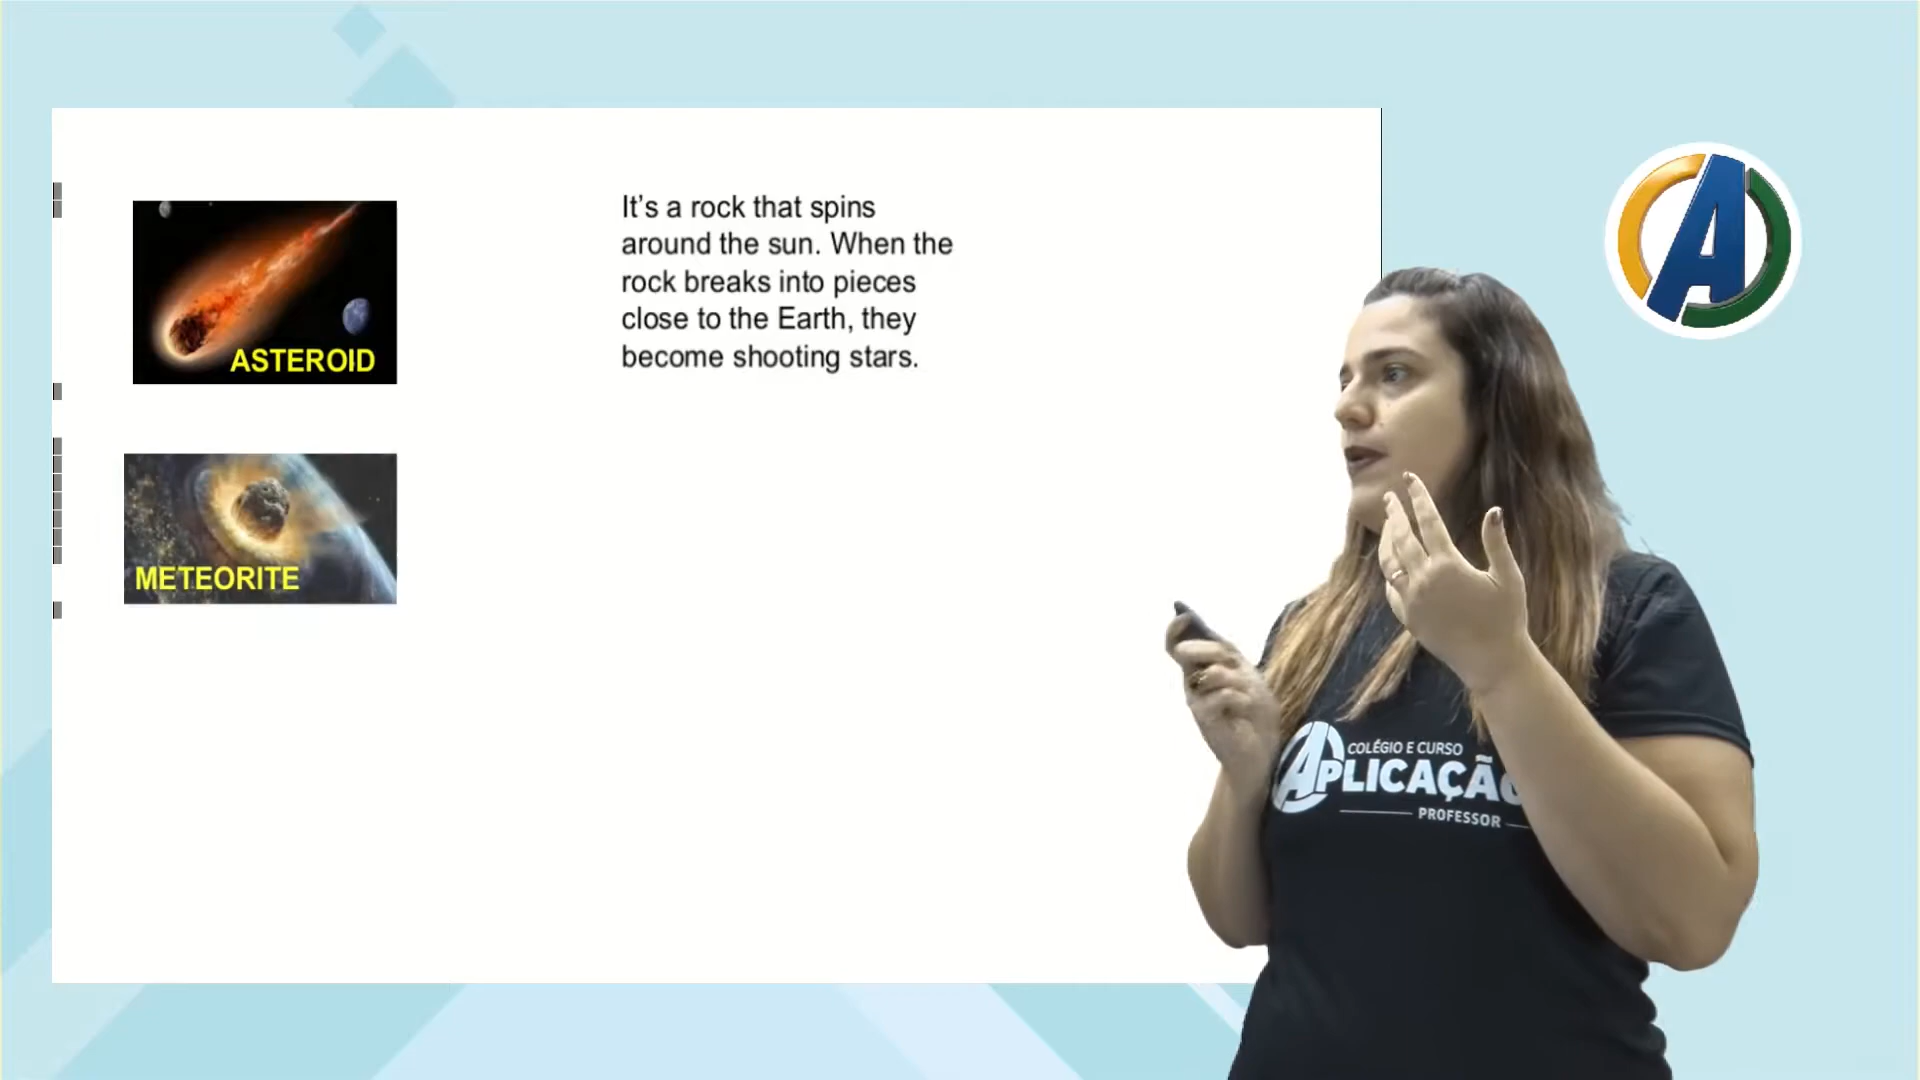 It's a rock that spins
around the sun. When the
rock breaks into pieces
close to the Earth, they
become shooting stars.
ASTEROID
METEORITE
A
COLÉGIO E CURSO
APLICAÇÃO
PROFESSOR